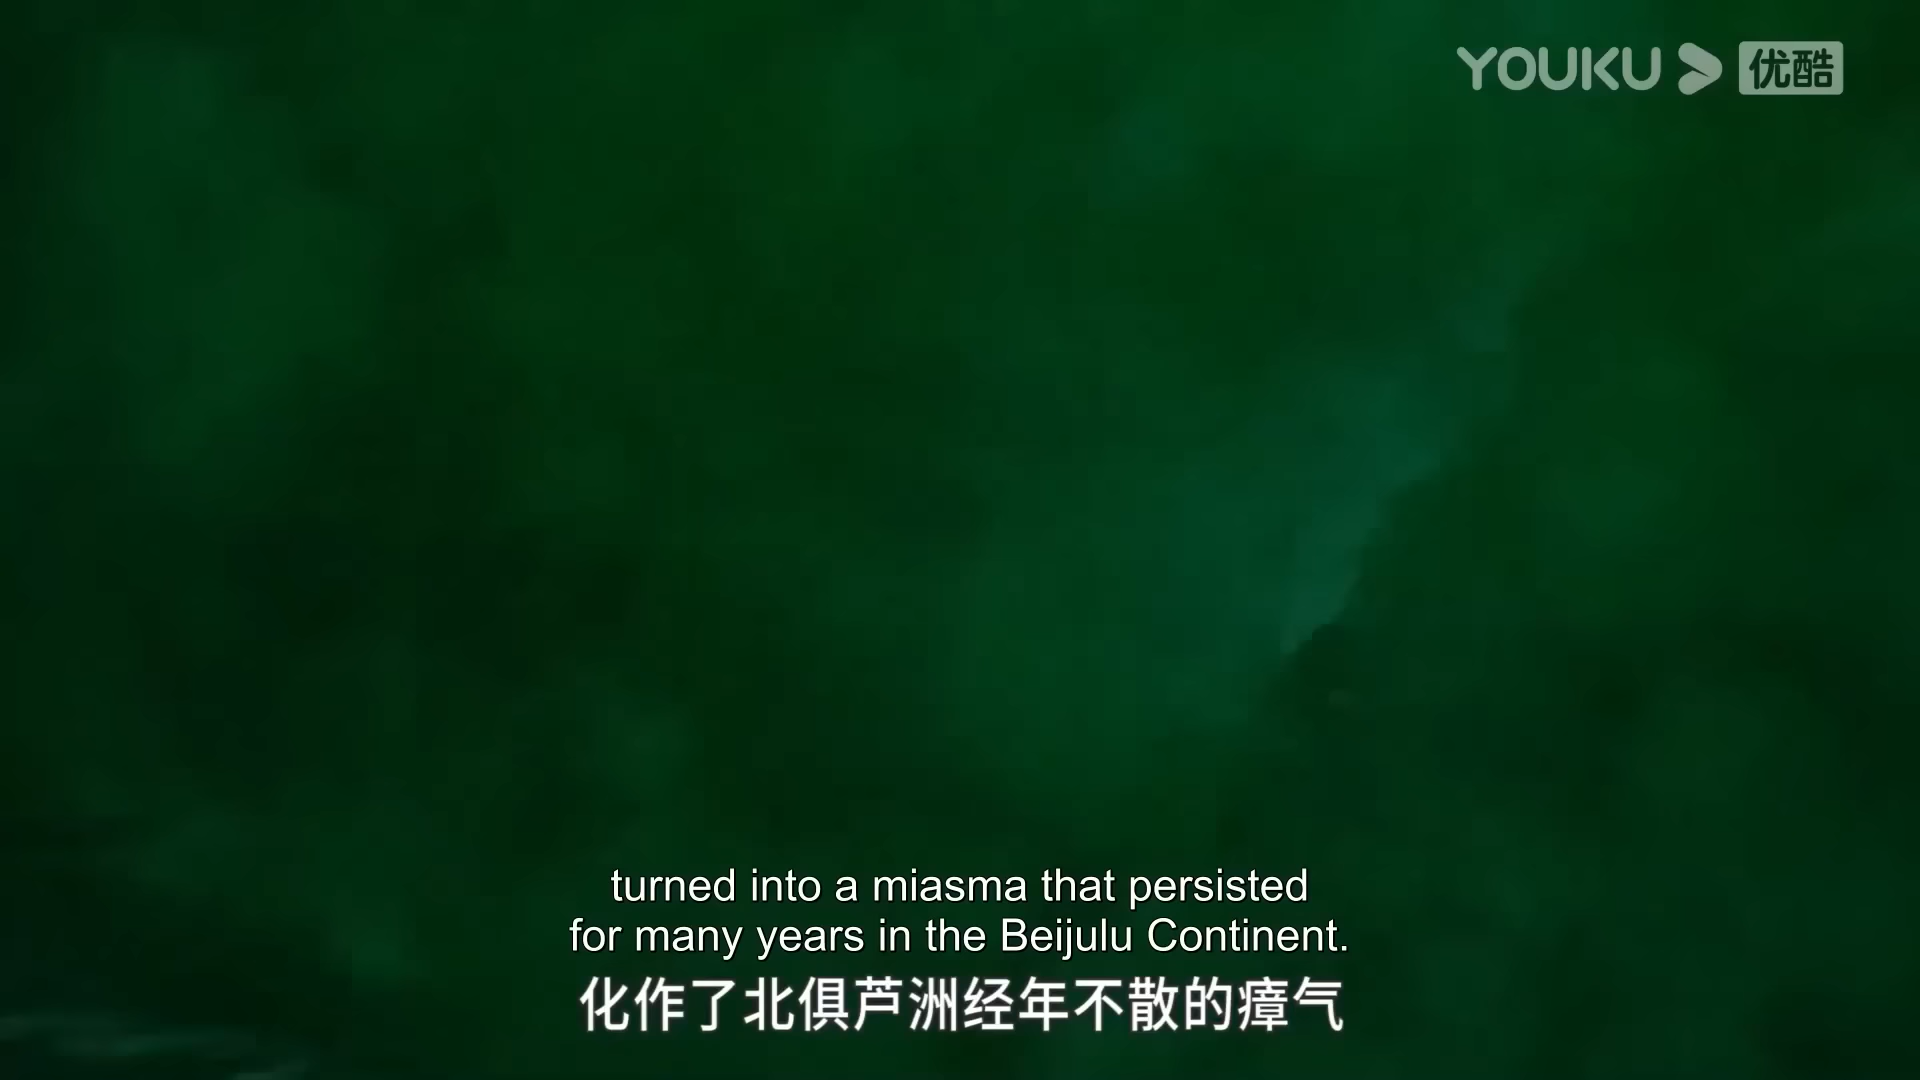 YOUKU 优酷
turned into a miasma that persisted
for many years in the Beijulu Continent.
化作了北俱芦洲经年不散的瘴气